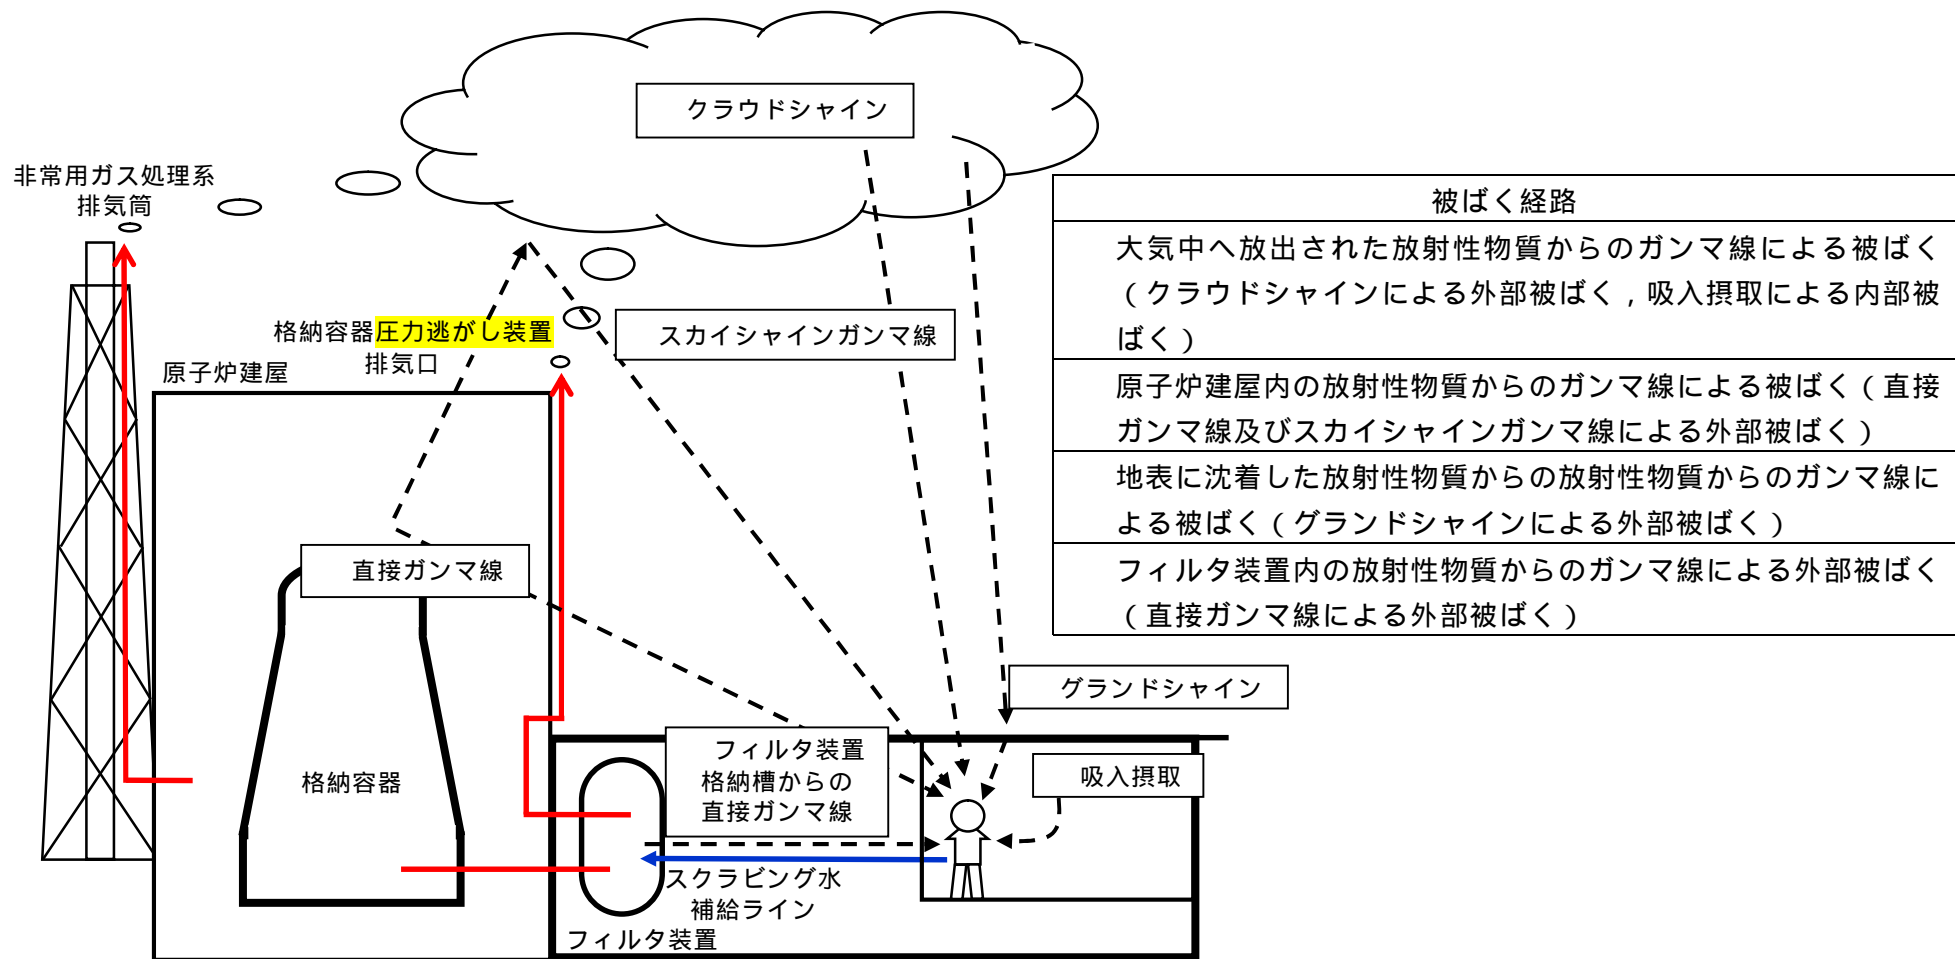 クラウドシャイン
非常用ガス処理系
排気筒
格納容器圧力逃がし装置
排気口
スカイシャインガンマ線
原子炉建屋
直接ガンマ線
格納容器
フィルタ装置
格納槽からの
直接ガンマ線
グランドシャイン
吸入摂取
スクラビング水
補給ライン
フィルタ装置
被ばく経路
大気中へ放出された放射性物質からのガンマ線による被ばく
(クラウドシャインによる外部被ばく,吸入摂取による内部被
ばく)
原子炉建屋内の放射性物質からのガンマ線による被ばく(直接
ガンマ線及びスカイシャインガンマ線による外部被ばく)
地表に沈着した放射性物質からの放射性物質からのガンマ線に
よる被ばく(グランドシャインによる外部被ばく)
フィルタ装置内の放射性物質からのガンマ線による外部被ばく
(直接ガンマ線による外部被ばく)